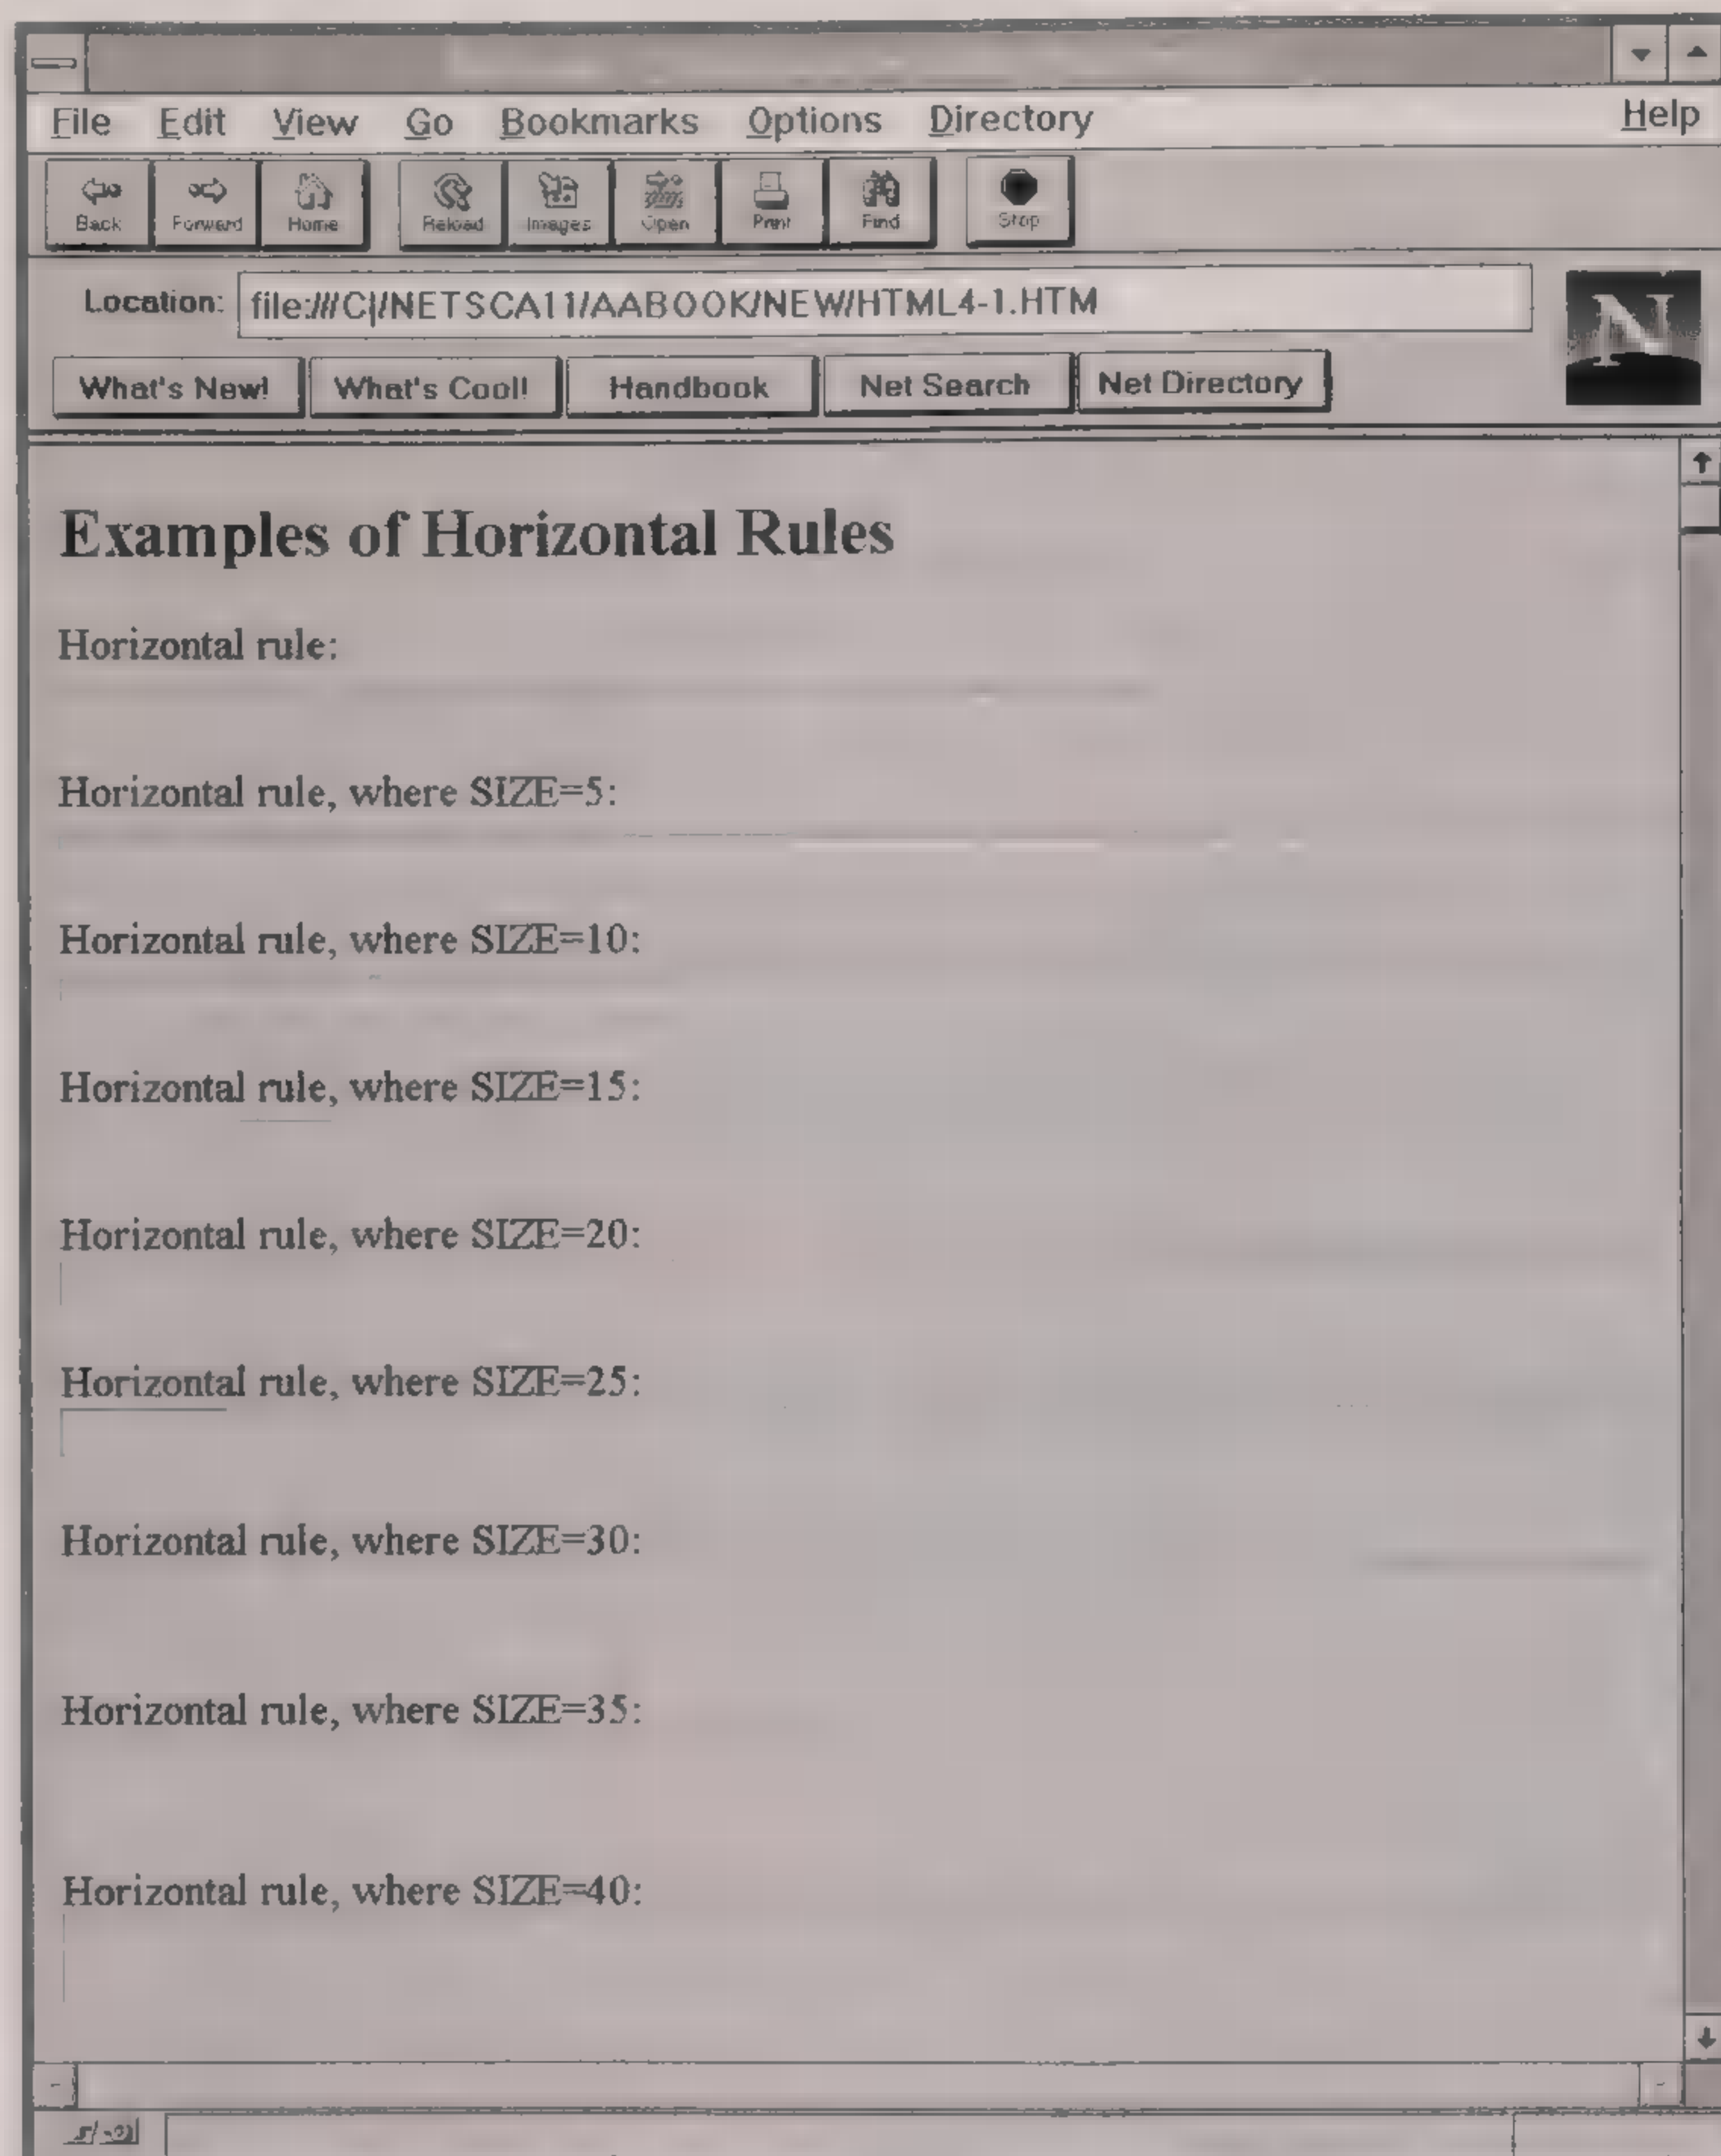 File Edit View Go Bookmarks Options Directory Help
Back Forward Home Reload Images Open Print Find Stop
Location: file:///C|/NETSCA11/AABOOK/NEW/HTML4-1.HTM
N
What's New! What's Cool! Handbook Net Search Net Directory
Examples of Horizontal Rules
Horizontal rule:
Horizontal rule, where SIZE=5:
Horizontal rule, where SIZE=10:
Horizontal rule, where SIZE=15:
Horizontal rule, where SIZE=20:
Horizontal rule, where SIZE=25:
Horizontal rule, where SIZE=30:
Horizontal rule, where SIZE=35:
Horizontal rule, where SIZE=40: